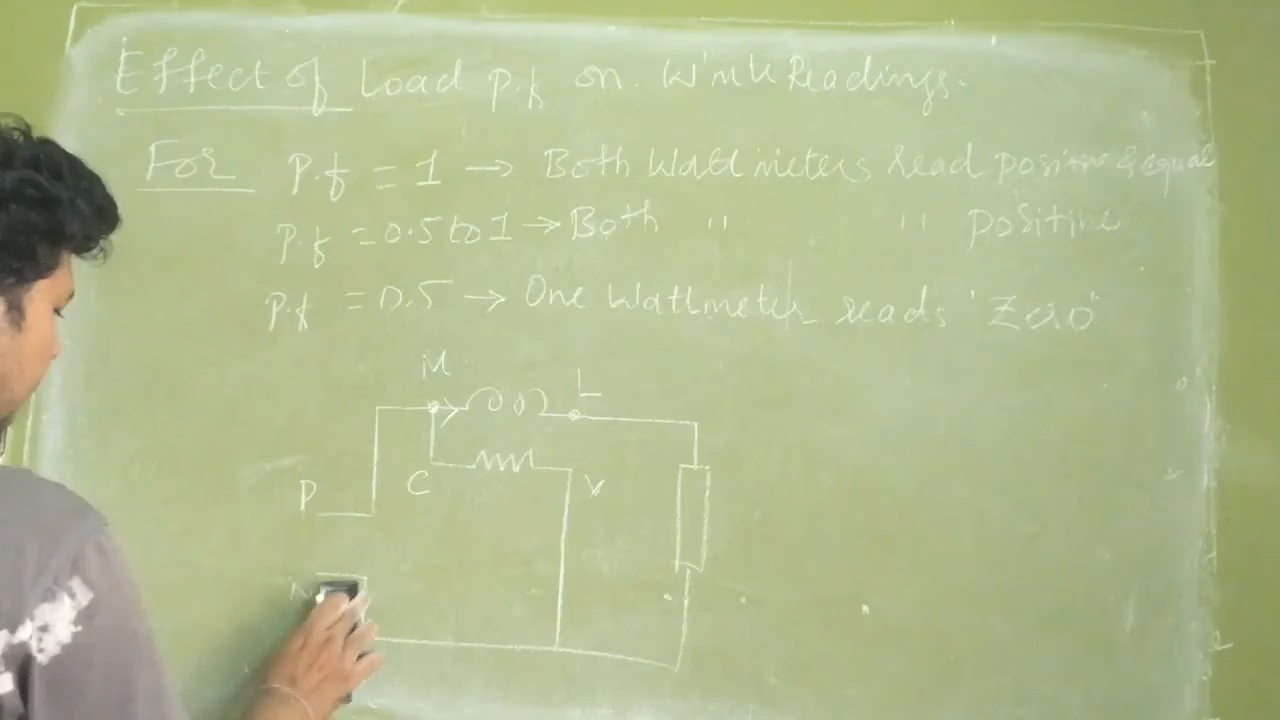 Effect of Load P.f on. W'mtr Readings.
For P.f = 1 → Both Wattmeters read positive & equal
P.f = 0.5 to 1 → Both " " positive
P.f = 0.5 → One Wattmeter reads 'Zero'
M L
P C V
N